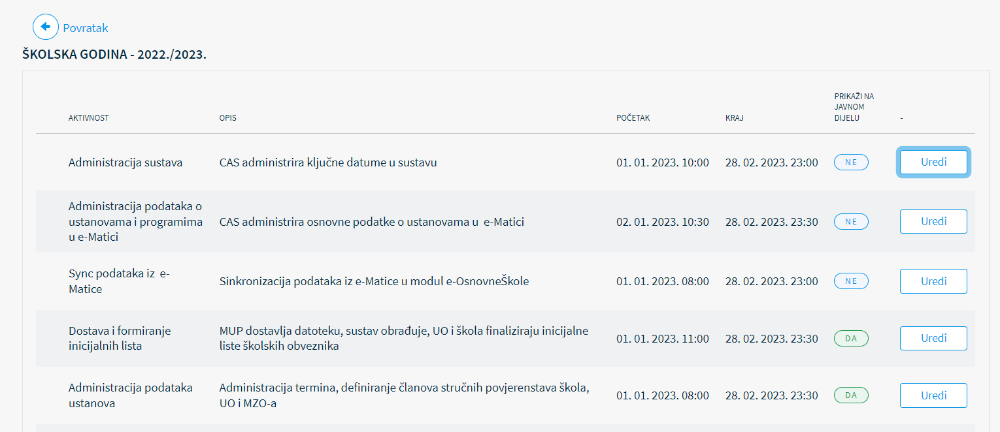 Povratak
ŠKOLSKA GODINA - 2022./2023.
AKTIVNOST OPIS POČETAK KRAJ PRIKAŽI NA
JAVNOM
DIJELU -
Administracija sustava CAS administrira ključne datume u sustavu 01. 01. 2023. 10:00 28. 02. 2023. 23:00 NE Uredi
Administracija podataka o
ustanovama i programima
u e-Matici CAS administrira osnovne podatke o ustanovama u e-Matici 02. 01. 2023. 10:30 28. 02. 2023. 23:30 NE Uredi
Sync podataka iz e-
Matice Sinkronizacija podataka iz e-Matice u modul e-OsnovneŠkole 01. 01. 2023. 08:00 28. 02. 2023. 23:00 NE Uredi
Dostava i formiranje
inicijalnih lista MUP dostavlja datoteku, sustav obrađuje, UO i škola finaliziraju inicijalne
liste školskih obveznika 01. 01. 2023. 11:00 28. 02. 2023. 23:30 DA Uredi
Administracija podataka
ustanova Administracija termina, definiranje članova stručnih povjerenstava škola,
UO i MZO-a 01. 01. 2023. 08:00 28. 02. 2023. 23:30 DA Uredi